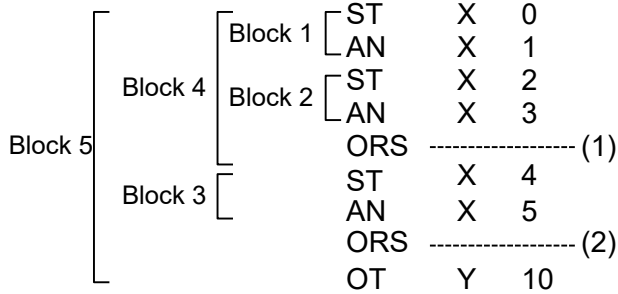 ST X 0
Block 1
AN X 1
ST X 2
Block 4
Block 2
AN X 3
Block 5
ORS --------------------- (1)
ST X 4
Block 3
AN X 5
ORS --------------------- (2)
OT Y 10